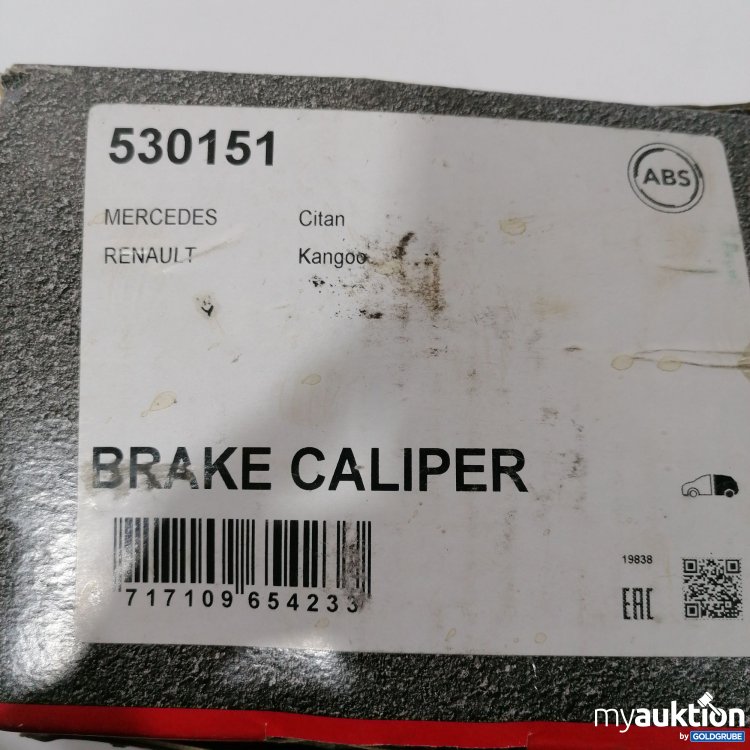 530151
ABS
MERCEDES Citan
RENAULT Kangoo
BRAKE CALIPER
717109 654233
19838
EAC
myauktion
by GOLDGRUBE